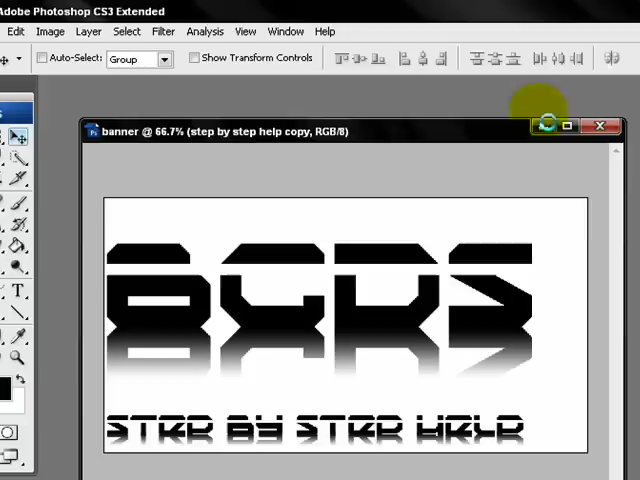 Adobe Photoshop CS3 Extended
Edit Image Layer Select Filter Analysis View Window Help
Auto-Select: Group Show Transform Controls
banner @ 66.7% (step by step help copy, RGB/8)
STEP BY STEP HELP